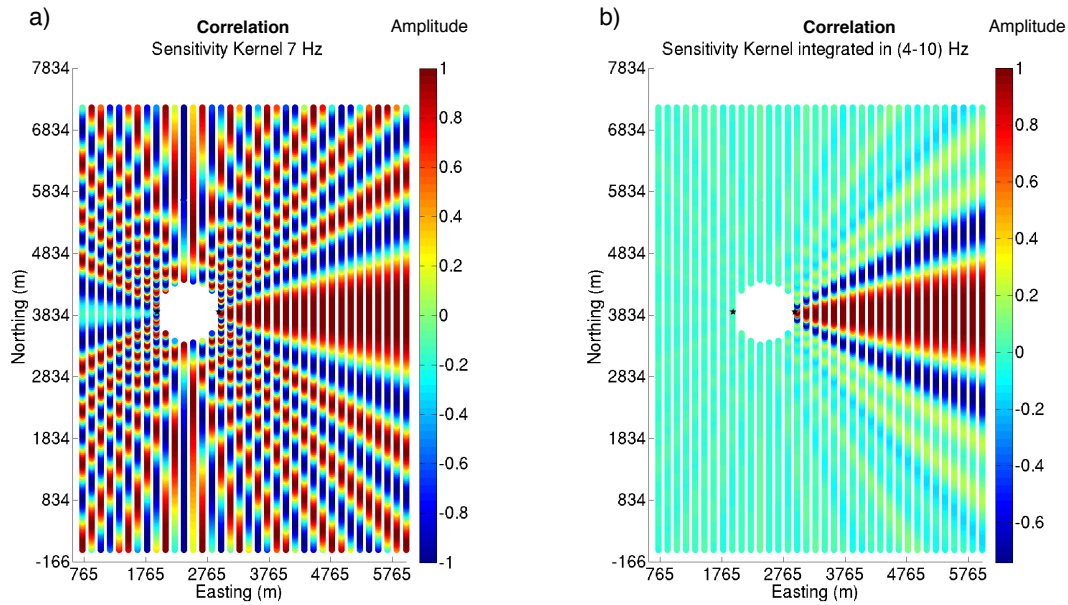 a)
Correlation
Amplitude
Sensitivity Kernel 7 Hz
7834
6834
5834
4834
3834
2834
1834
834
-166
Northing (m)
765 1765 2765 3765 4765 5765
Easting (m)
1
0.8
0.6
0.4
0.2
0
-0.2
-0.4
-0.6
-0.8
-1
b)
Correlation
Amplitude
Sensitivity Kernel integrated in (4-10) Hz
7834
6834
5834
4834
3834
2834
1834
834
-166
Northing (m)
765 1765 2765 3765 4765 5765
Easting (m)
1
0.8
0.6
0.4
0.2
0
-0.2
-0.4
-0.6